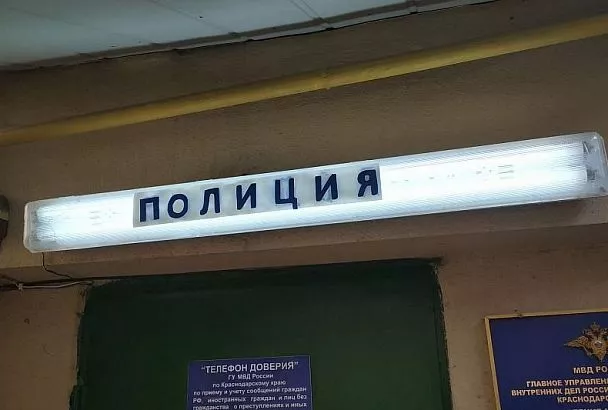 ПОЛИЦИЯ
"ТЕЛЕФОН ДОВЕРИЯ"
ГУ МВД России
по Краснодарскому краю
по приему и учету сообщений граждан
РФ, иностранных граждан и лиц без
гражданства о преступлениях и иных
МВД РО
ГЛАВНОЕ УПРАВЛЕН
ВНУТРЕННИХ ДЕЛ РОС
КРАСНОДАР